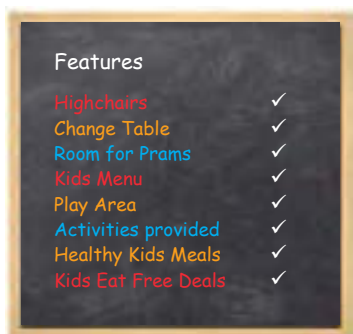 Features
Highchairs ✓
Change Table ✓
Room for Prams ✓
Kids Menu ✓
Play Area ✓
Activities provided ✓
Healthy Kids Meals ✓
Kids Eat Free Deals ✓